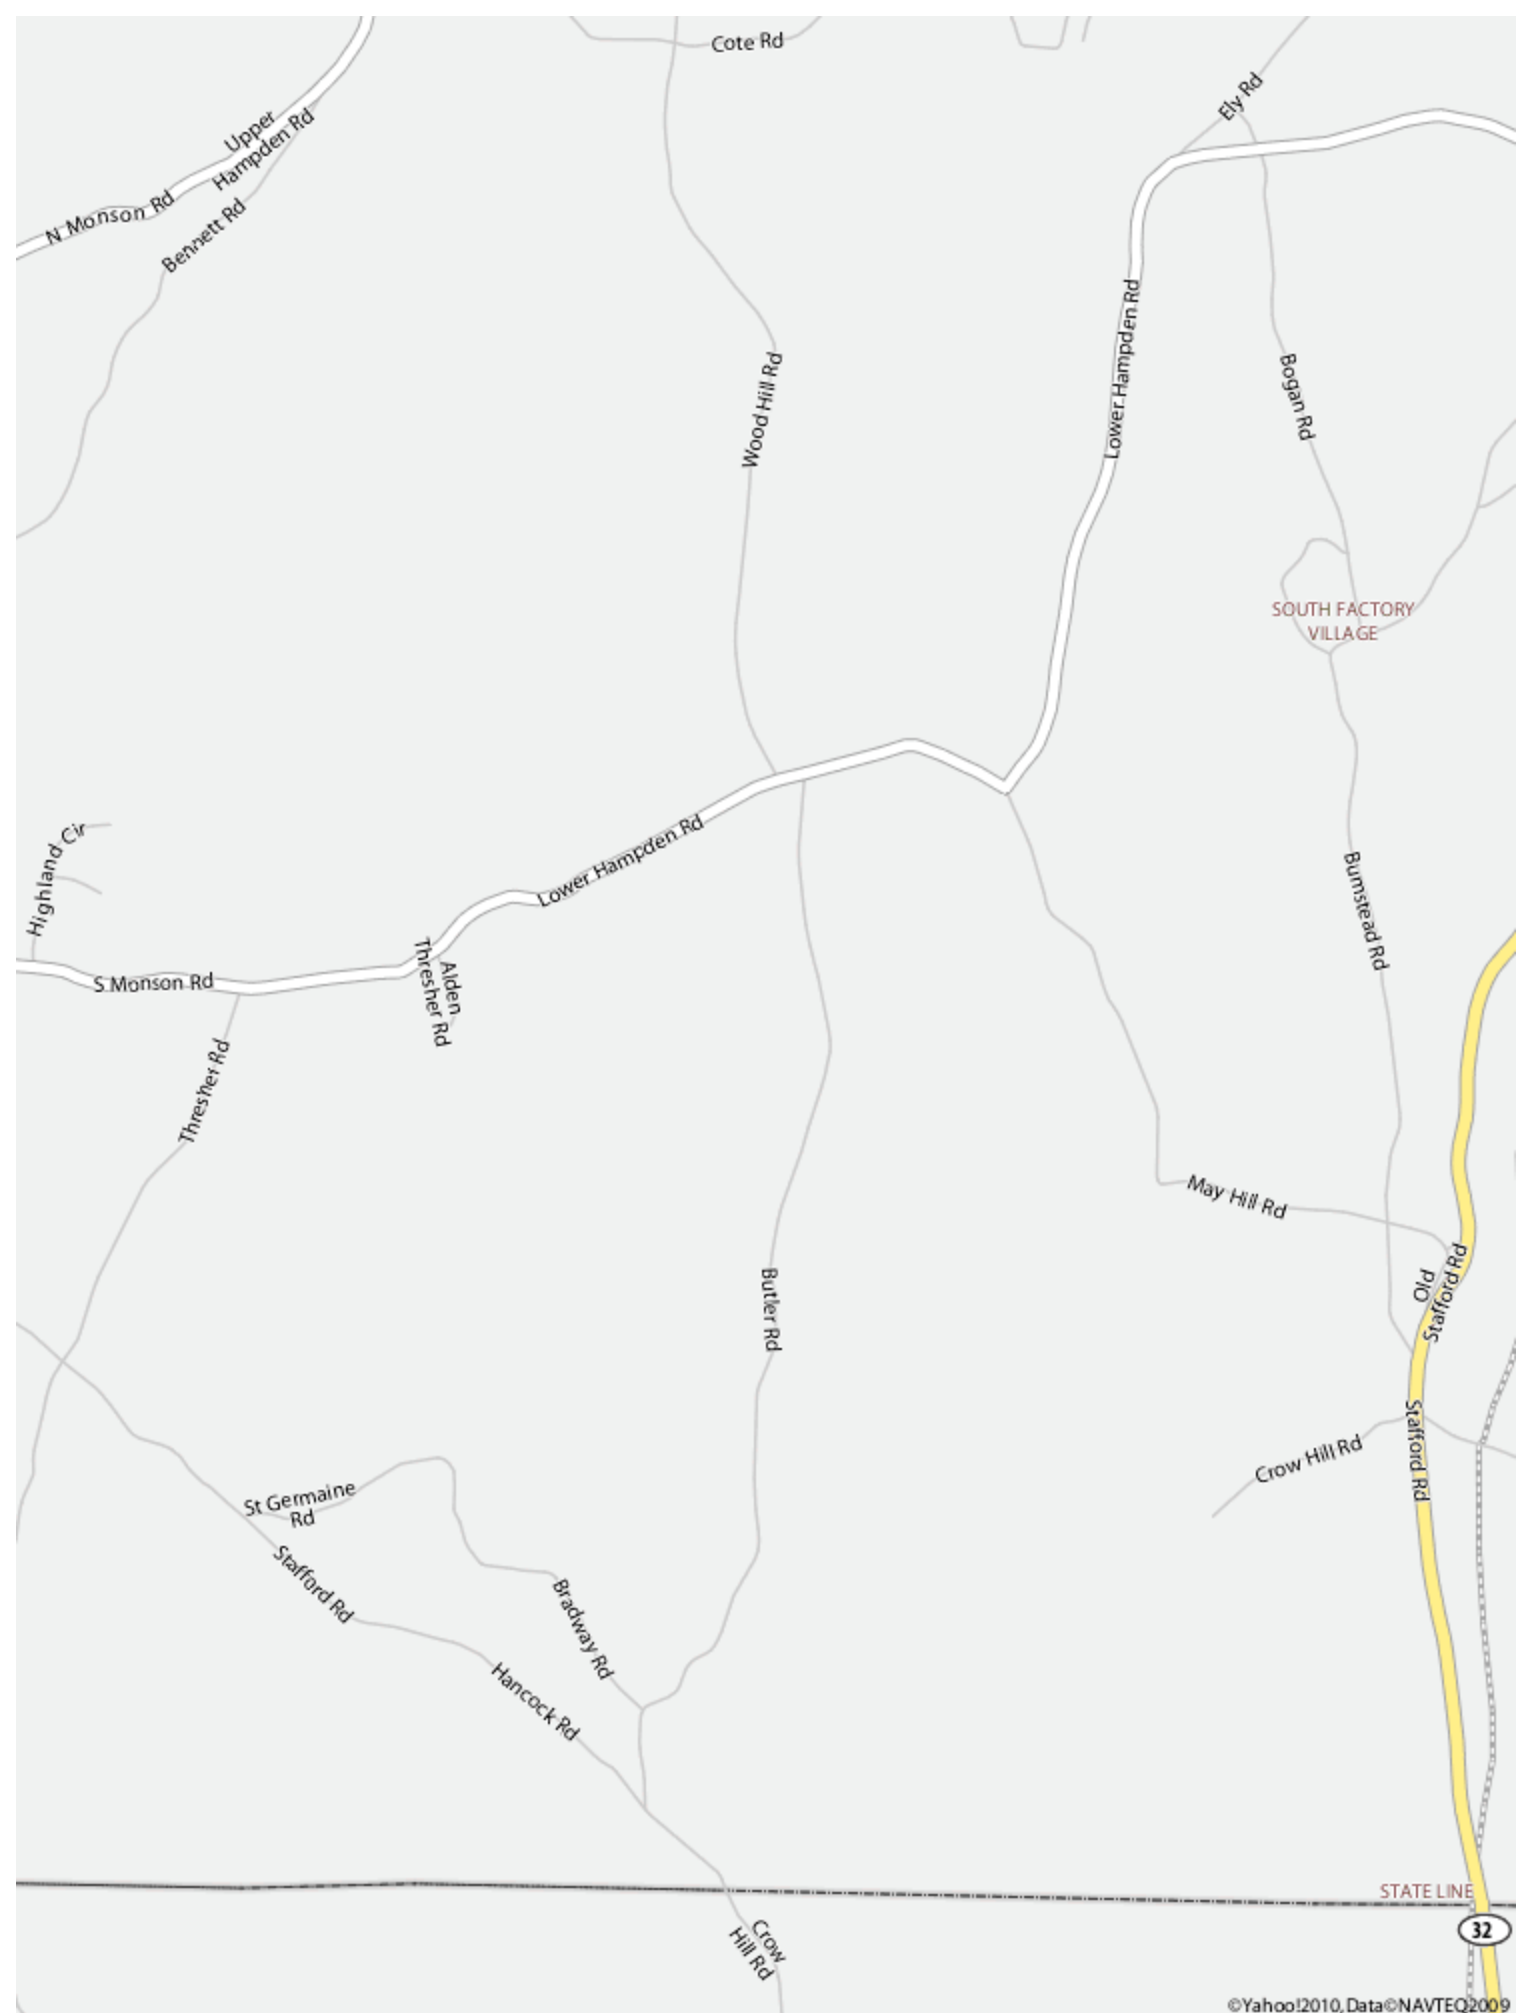 Cote Rd
Ely Rd
Upper
Hampden Rd
N Monson Rd
Bennett Rd
Lower Hampden Rd
Wood Hill Rd
Bogan Rd
SOUTH FACTORY
VILLAGE
Highland Cir
Lower Hampden Rd
Bumstead Rd
S Monson Rd
Alden
Thresher Rd
Thresher Rd
May Hill Rd
Butler Rd
Old
Stafford Rd
Stafford Rd
Crow Hill Rd
St Germaine
Rd
Stafford Rd
Bradway Rd
Hancock Rd
STATE LINE
32
Crow
Hill Rd
©Yahoo!2010, Data©NAVTEQ2009